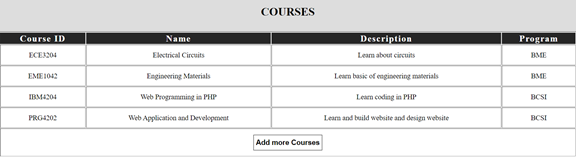 COURSES
Course ID Name Description Program
ECE3204 Electrical Circuits Learn about circuits BME
EME1042 Engineering Materials Learn basic of engineering materials BME
IBM4204 Web Programming in PHP Learn coding in PHP BCSI
PRG4202 Web Application and Development Learn and build website and design website BCSI
Add more Courses